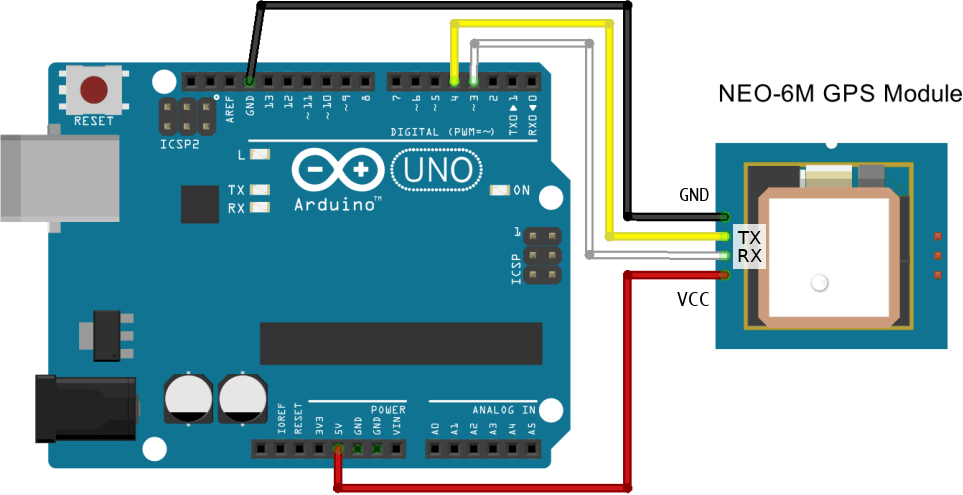 NEO-6M GPS Module
RESET
ICSP2
AREF
GND
13
12
~11
~10
~9
8
7
~6
~5
4
~3
2
TX0▶1
RX0◀0
DIGITAL (PWM=~)
L
TX
RX
UNO
ON
Arduino™
1
ICSP
GND
TX
RX
VCC
POWER
ANALOG IN
IOREF
RESET
3V3
5V
GND
GND
VIN
A0
A1
A2
A3
A4
A5